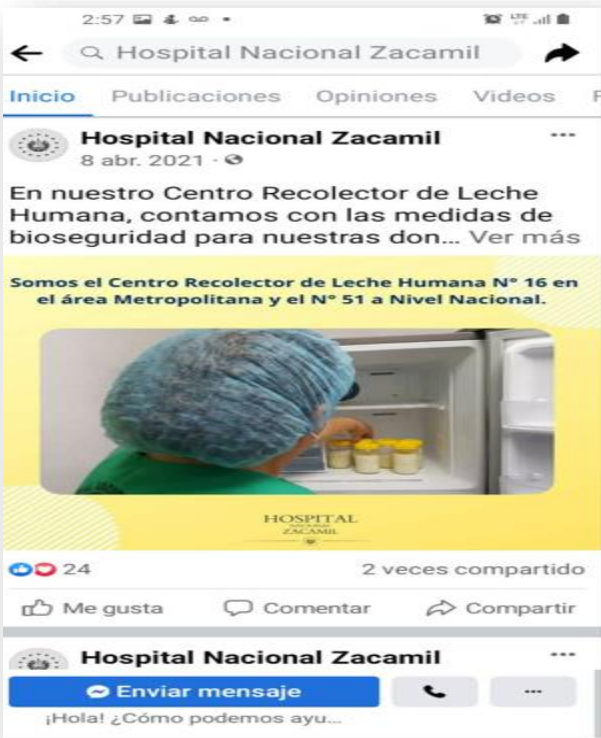 2:57
LTE
Hospital Nacional Zacamil
Inicio Publicaciones Opiniones Videos F
Hospital Nacional Zacamil
8 abr. 2021 ·
En nuestro Centro Recolector de Leche
Humana, contamos con las medidas de
bioseguridad para nuestras don... Ver más
Somos el Centro Recolector de Leche Humana N° 16 en
el área Metropolitana y el N° 51 a Nivel Nacional.
HOSPITAL
NACIONAL
ZACAMIL
24 2 veces compartido
Me gusta Comentar Compartir
Hospital Nacional Zacamil
Enviar mensaje
¡Hola! ¿Cómo podemos ayu...